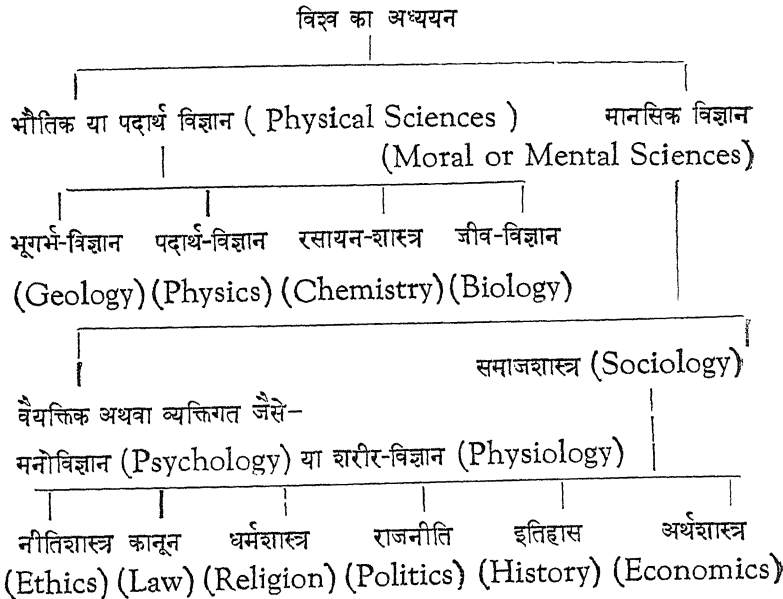 विश्व का अध्ययन
भौतिक या पदार्थ विज्ञान ( Physical Sciences ) मानसिक विज्ञान
(Moral or Mental Sciences)
भूगर्भ-विज्ञान पदार्थ-विज्ञान रसायन-शास्त्र जीव-विज्ञान
(Geology) (Physics) (Chemistry) (Biology)
समाजशास्त्र (Sociology)
वैयक्तिक अथवा व्यक्तिगत जैसे–
मनोविज्ञान (Psychology) या शरीर-विज्ञान (Physiology)
नीतिशास्त्र कानून धर्मशास्त्र राजनीति इतिहास अर्थशास्त्र
(Ethics) (Law) (Religion) (Politics) (History) (Economics)